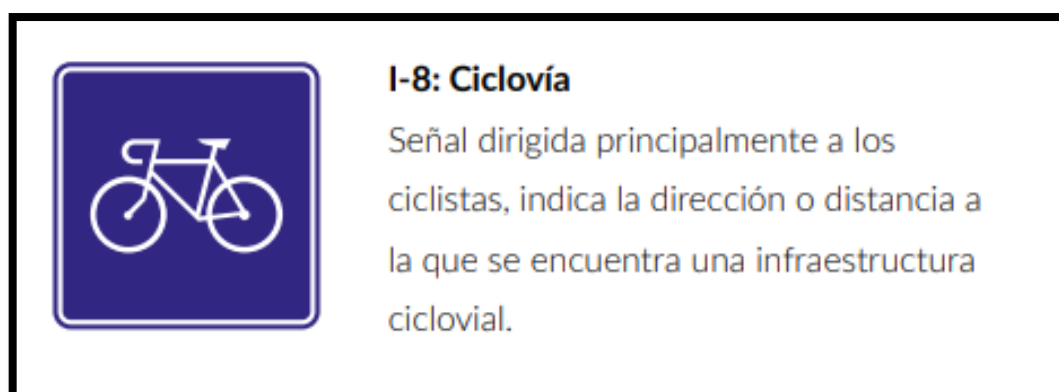 I-8: Ciclovía
Señal dirigida principalmente a los
ciclistas, indica la dirección o distancia a
la que se encuentra una infraestructura
ciclovial.